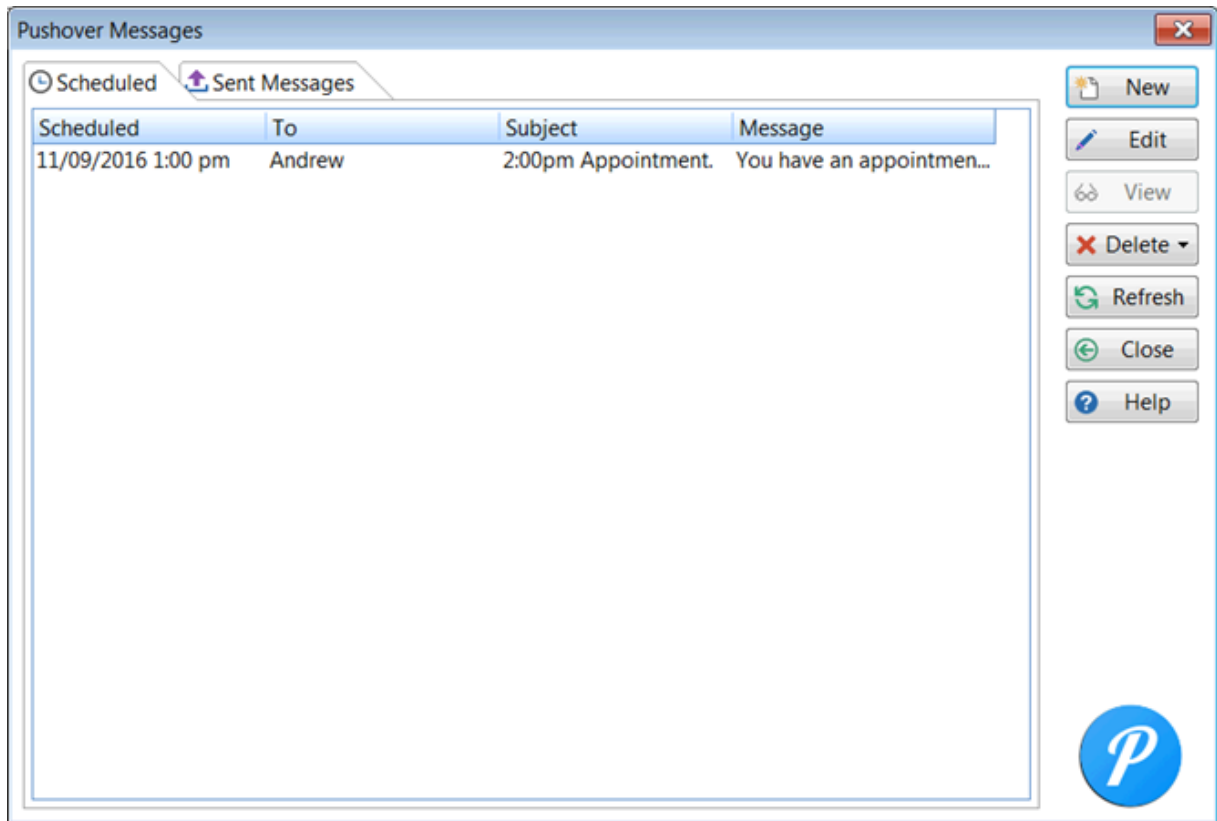 Pushover Messages
Scheduled Sent Messages
Scheduled To Subject Message
11/09/2016 1:00 pm Andrew 2:00pm Appointment. You have an appointmen...
New
Edit
View
Delete
Refresh
Close
Help
P